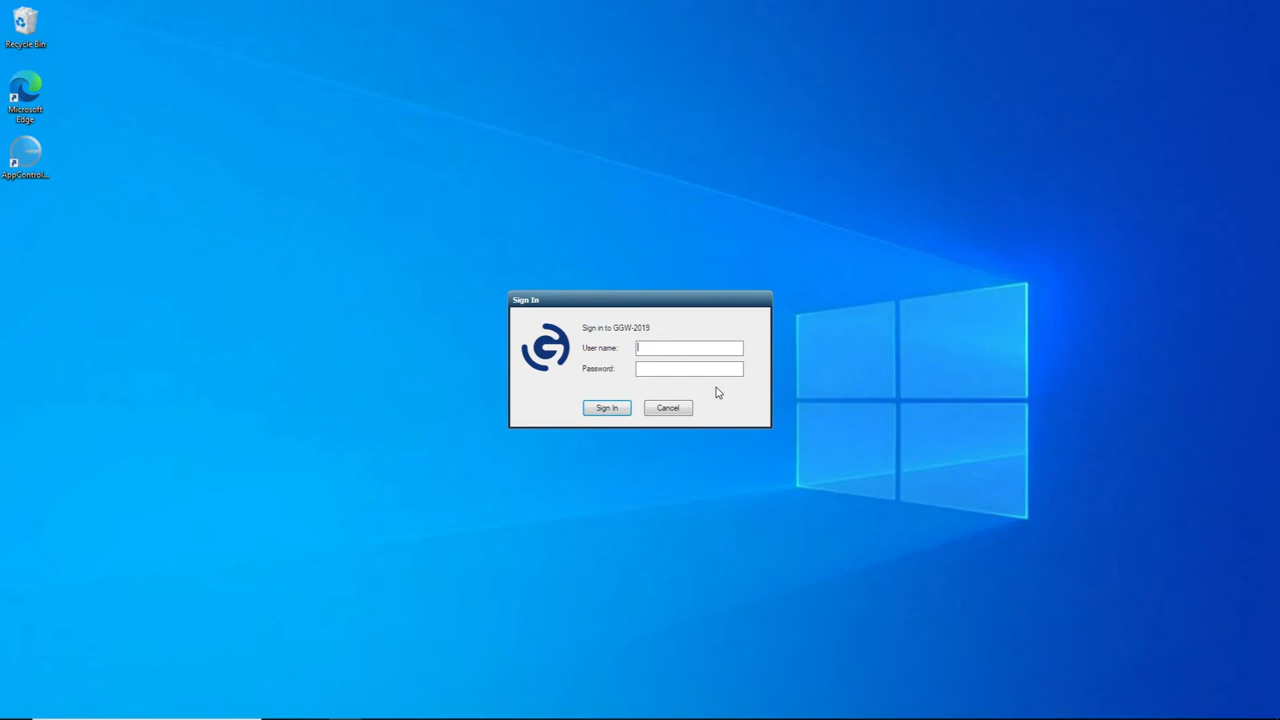 Recycle Bin
Microsoft
Edge
AppControl...
Sign In
Sign in to GGW-2019
User name:
Password:
Sign In
Cancel